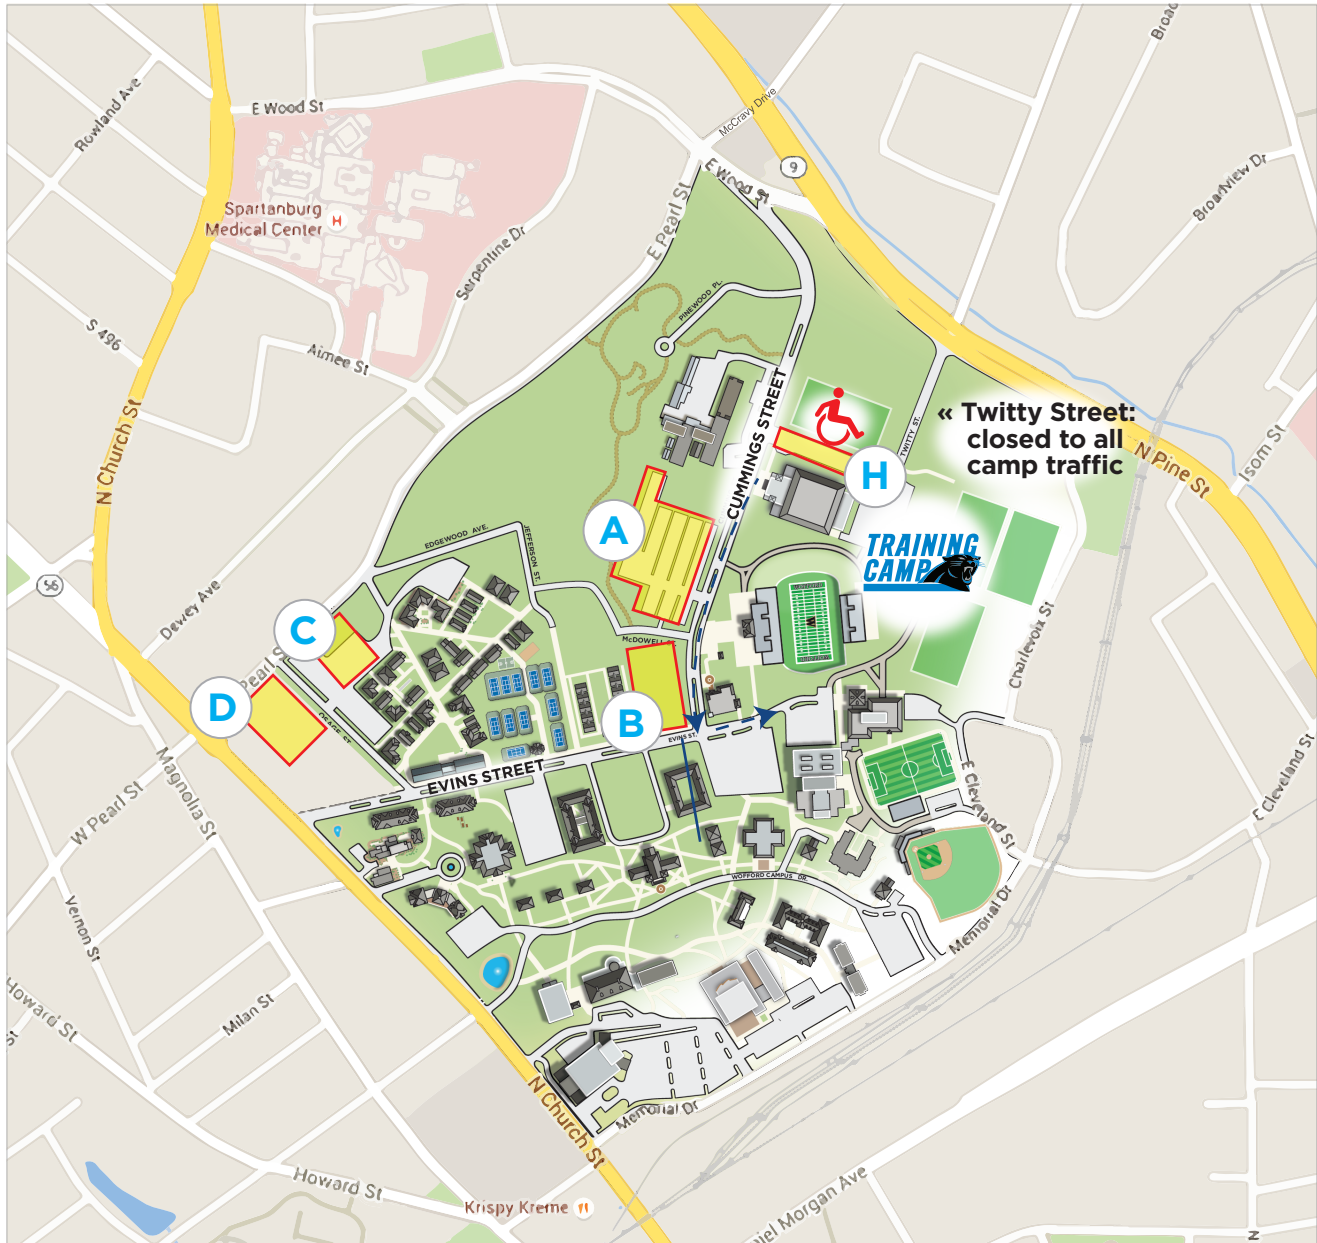 E Wood St
Rowland Ave
McCravy Drive
Broad
9
E Wood St
Broadview Dr
Spartanburg
Medical Center
H
E Pearl St
Serpentine Dr
PINEWOOD PL.
S 496
Aimee St
CUMMINGS STREET
N Church St
TWITTY ST.
« Twitty Street:
closed to all
camp traffic
N Pine St
Isom St
H
A
TRAINING
CAMP
EDGEWOOD AVE.
JEFFERSON ST.
56
Dewey Ave
C
McDOWELL
W
Charlevoix St
Pearl S
D
B
EVINS ST.
EVINS STREET
Magnolia St
W Pearl St
E Cleveland St
E Cleveland St
WOFFORD CAMPUS DR.
Vernon St
Memorial Dr
Howard St
St
Milan St
N Church St
Memorial Dr
Howard St
Krispy Kreme
iel Morgan Ave
N